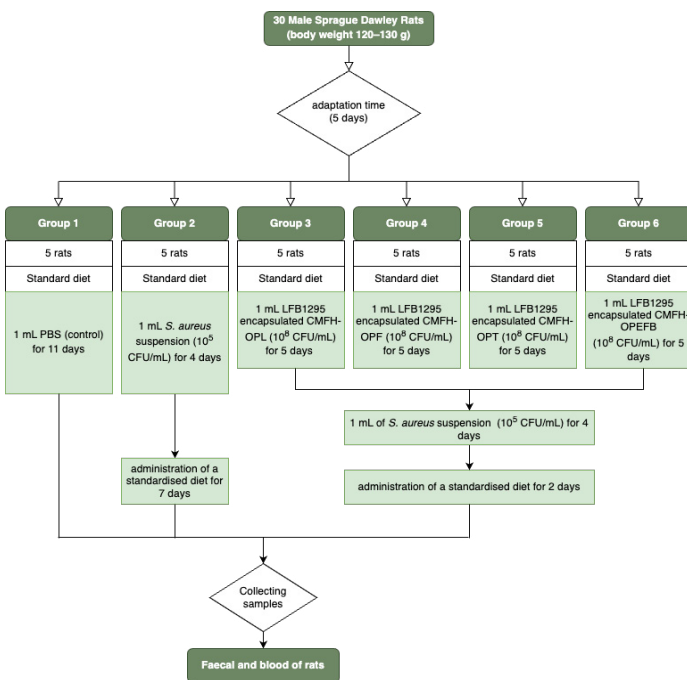 30 Male Sprague Dawley Rats
(body weight 120–130 g)
adaptation time
(5 days)
Group 1
Group 2
Group 3
Group 4
Group 5
Group 6
5 rats
5 rats
5 rats
5 rats
5 rats
5 rats
Standard diet
Standard diet
Standard diet
Standard diet
Standard diet
Standard diet
1 mL PBS (control)
for 11 days
1 mL S. aureus
suspension (10⁵
CFU/mL) for 4 days
1 mL LFB1295
encapsulated CMFH-
OPL (10⁸ CFU/mL)
for 5 days
1 mL LFB1295
encapsulated CMFH-
OPF (10⁸ CFU/mL)
for 5 days
1 mL LFB1295
encapsulated CMFH-
OPT (10⁸ CFU/mL)
for 5 days
1 mL LFB1295
encapsulated CMFH-
OPEFB
(10⁸ CFU/mL) for 5
days
1 mL of S. aureus suspension (10⁵ CFU/mL) for 4
days
administration of a
standardised diet for
7 days
administration of a standardised diet for 2 days
Collecting
samples
Faecal and blood of rats